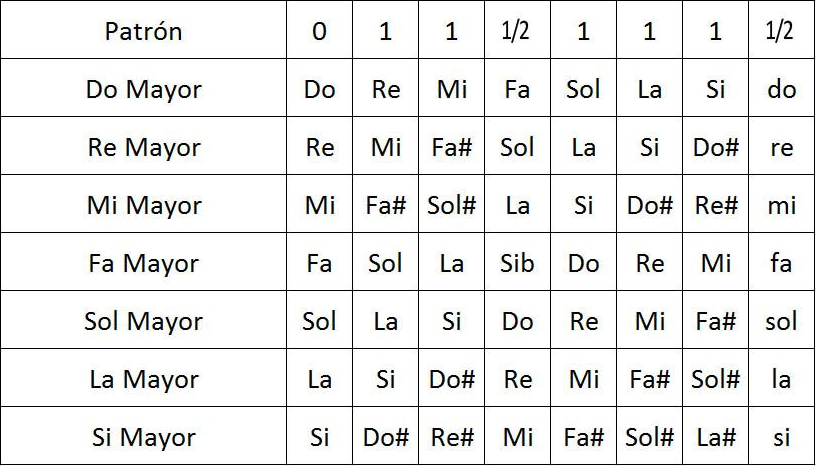 Patrón 0 1 1 1/2 1 1 1 1/2
Do Mayor Do Re Mi Fa Sol La Si do
Re Mayor Re Mi Fa# Sol La Si Do# re
Mi Mayor Mi Fa# Sol# La Si Do# Re# mi
Fa Mayor Fa Sol La Sib Do Re Mi fa
Sol Mayor Sol La Si Do Re Mi Fa# sol
La Mayor La Si Do# Re Mi Fa# Sol# la
Si Mayor Si Do# Re# Mi Fa# Sol# La# si